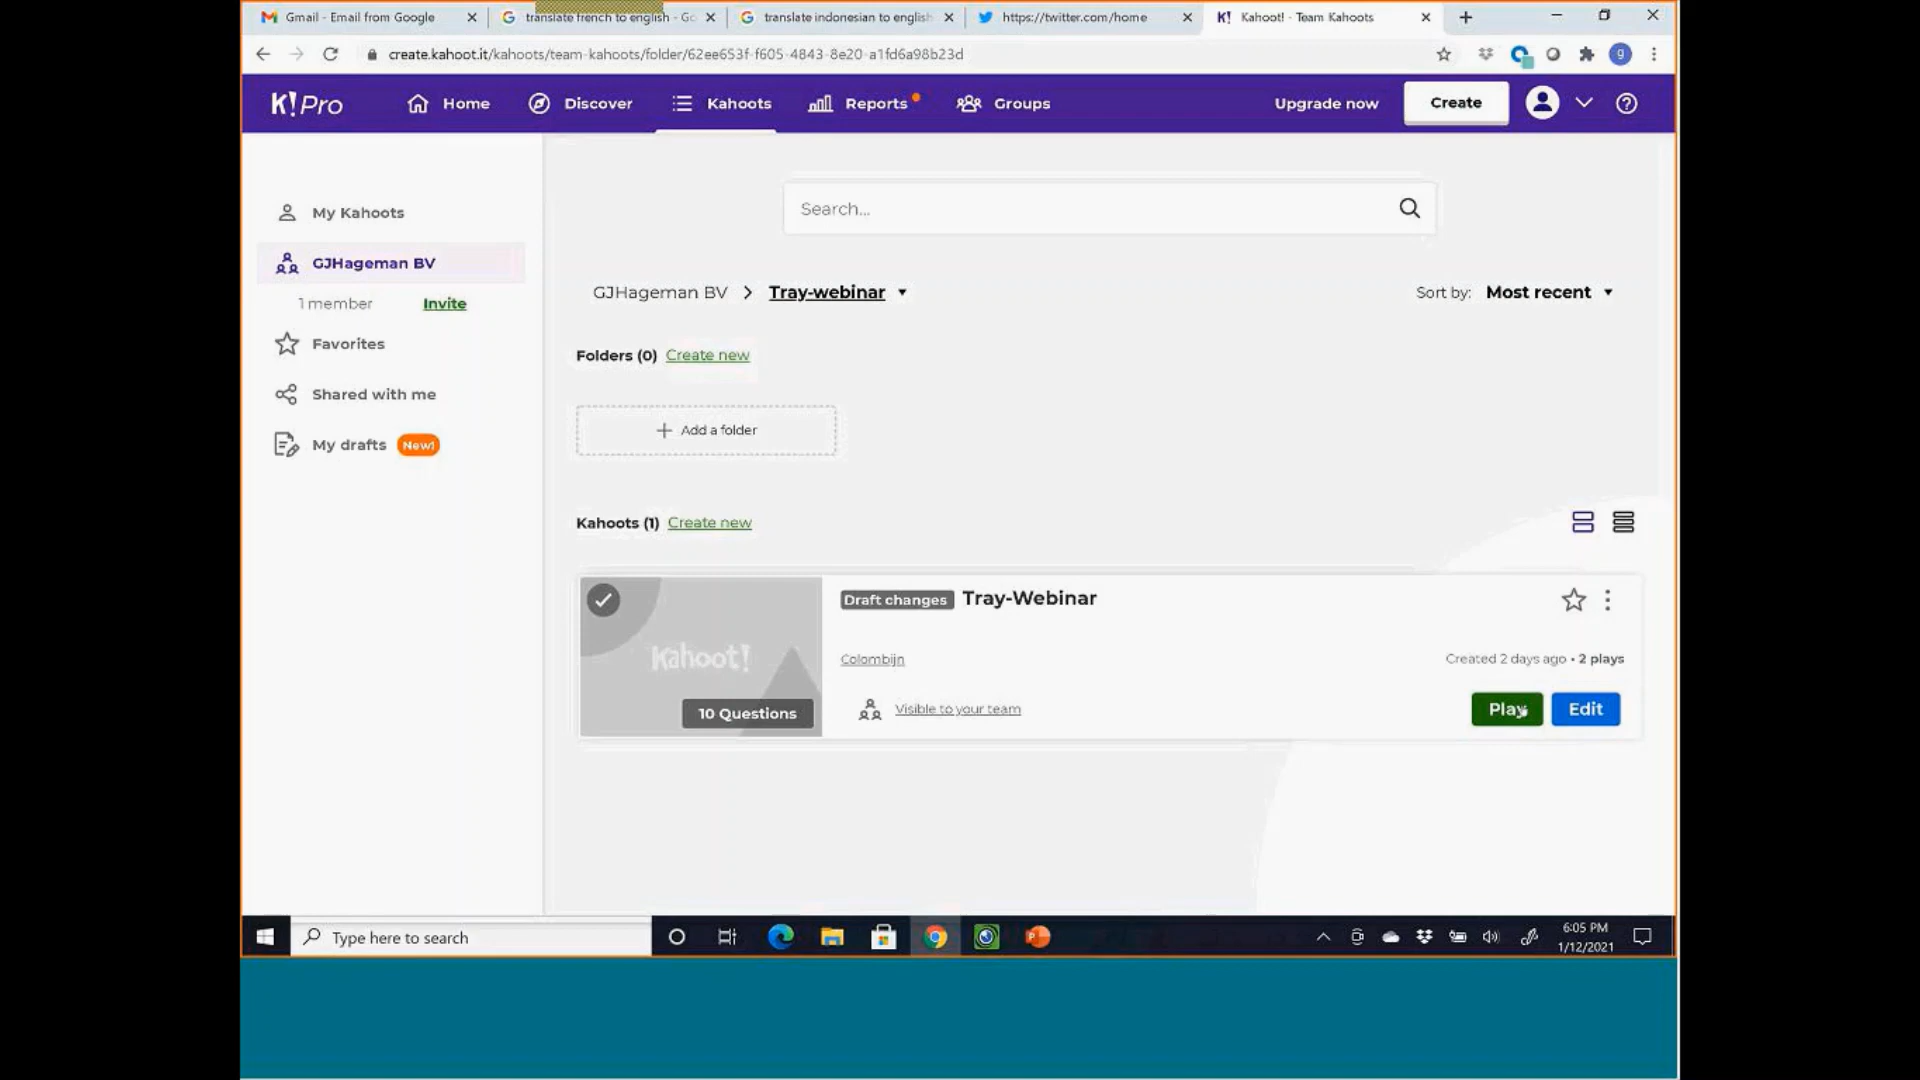 Gmail - Email from Google
translate french to english - Go
translate indonesian to english
https://twitter.com/home
K! Kahoot! - Team Kahoots
create.kahoot.it/kahoots/team-kahoots/folder/62ee653f-f605-4843-8e20-a1fd6a98b23d
g
K!Pro
Home
Discover
Kahoots
Reports
Groups
Upgrade now
Create
My Kahoots
GJHageman BV
1 member
Invite
Favorites
Shared with me
My drafts
New!
Search...
GJHageman BV > Tray-webinar
Sort by: Most recent
Folders (0) Create new
+ Add a folder
Kahoots (1) Create new
Kahoot!
10 Questions
Draft changes Tray-Webinar
Colombijn
Created 2 days ago • 2 plays
Visible to your team
Play
Edit
Type here to search
6:05 PM
1/12/2021